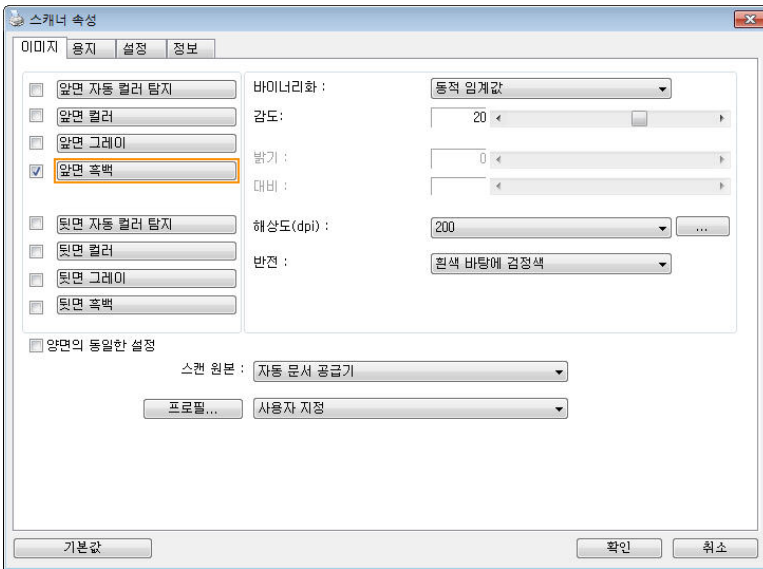 스캐너 속성
이미지 용지 설정 정보
앞면 자동 컬러 탐지
앞면 컬러
앞면 그레이
앞면 흑백
뒷면 자동 컬러 탐지
뒷면 컬러
뒷면 그레이
뒷면 흑백
바이너리화 : 동적 임계값
감도: 20
밝기 : 0
대비 :
해상도(dpi) : 200 ...
반전 : 흰색 바탕에 검정색
양면의 동일한 설정
스캔 원본 : 자동 문서 공급기
프로필... 사용자 지정
기본값 확인 취소